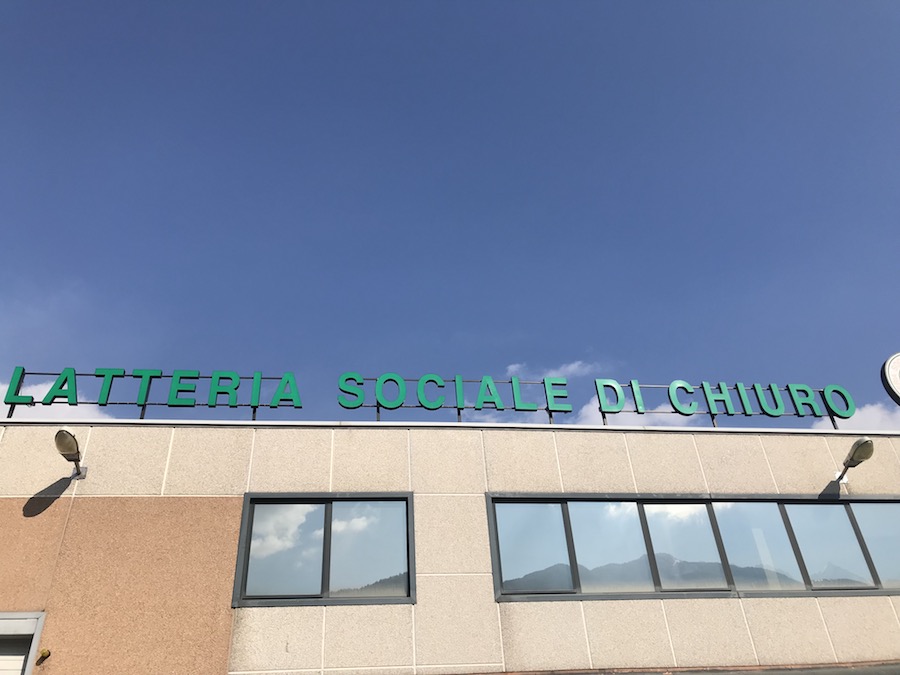 LATTERIA SOCIALE DI CHIURO